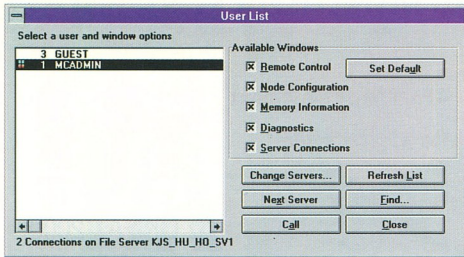 User List
Select a user and window options
3 GUEST
1 MCADMIN
Available Windows
Remote Control
Set Default
Node Configuration
Memory Information
Diagnostics
Server Connections
Change Servers...
Refresh List
Next Server
Find...
Call
Close
2 Connections on File Server KJS_HU_HO_SV1